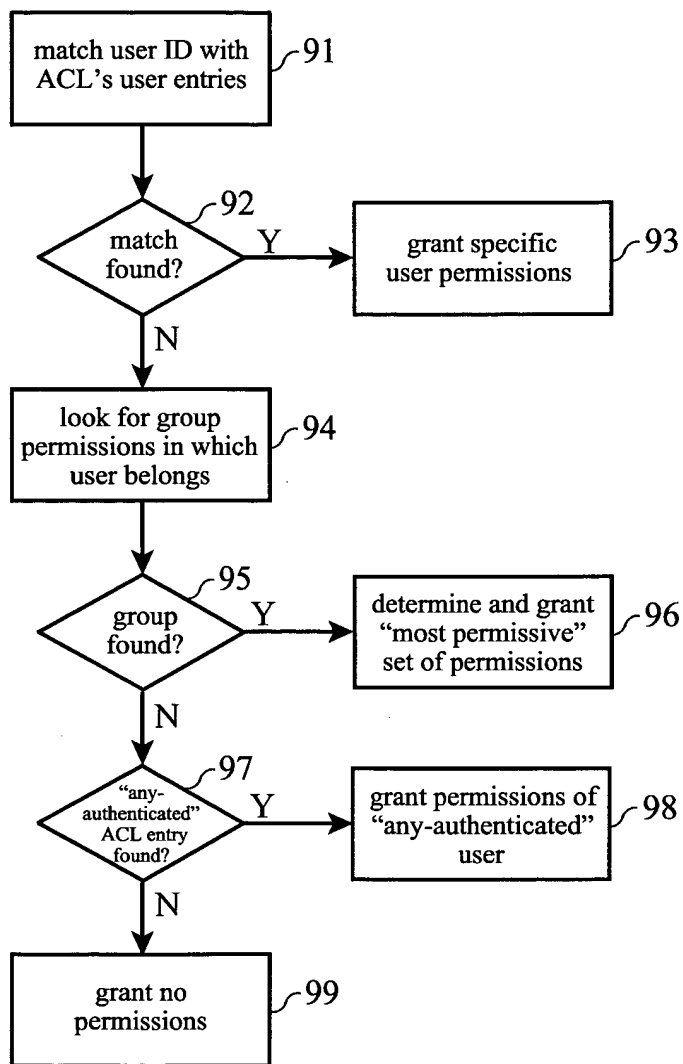 match user ID with
ACL's user entries
91
92
match
found?
Y
grant specific
user permissions
93
N
look for group
permissions in which
user belongs
94
95
group
found?
Y
determine and grant
“most permissive”
set of permissions
96
N
97
“any-
authenticated”
ACL entry
found?
Y
grant permissions of
“any-authenticated”
user
98
N
grant no
permissions
99